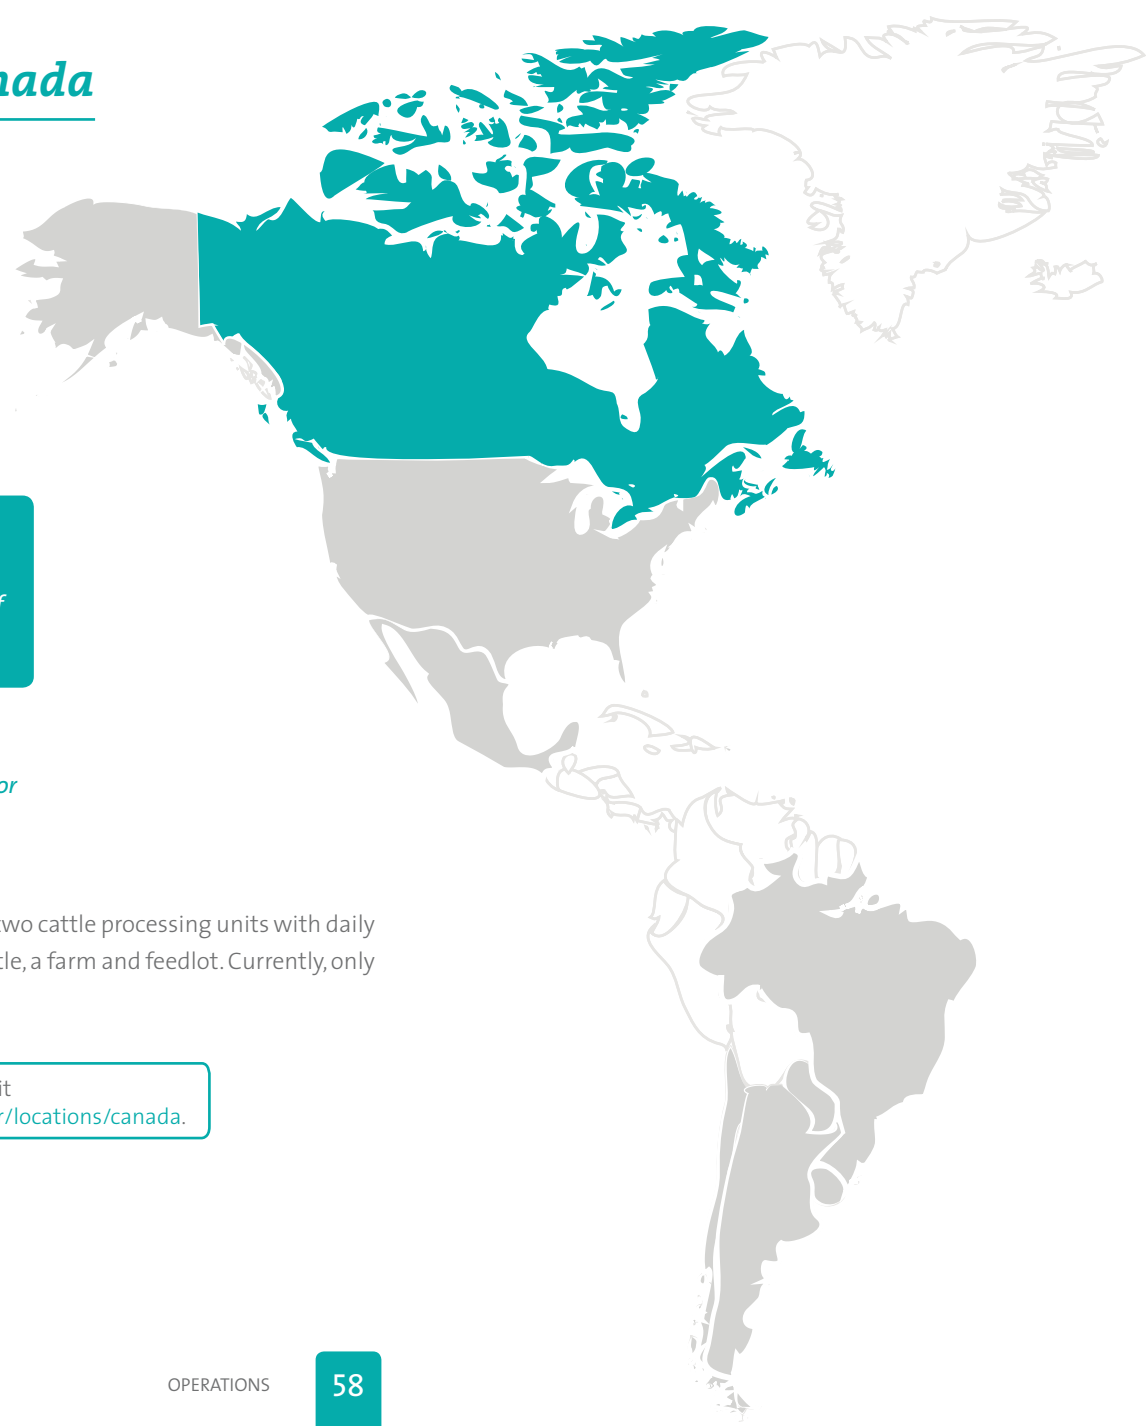 nada
f
or
two cattle processing units with daily
tle, a farm and feedlot. Currently, only
it
r/locations/canada.
OPERATIONS 58